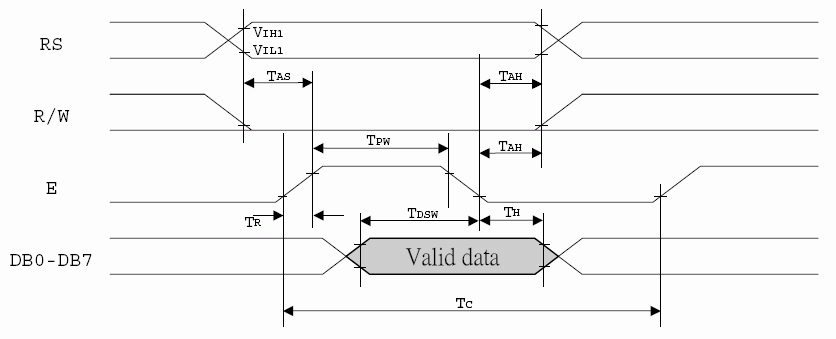 RS
VIH1
VIL1
TAS
TAH
R/W
TPW
TAH
E
TR
TDSW
TH
DB0-DB7
Valid data
TC